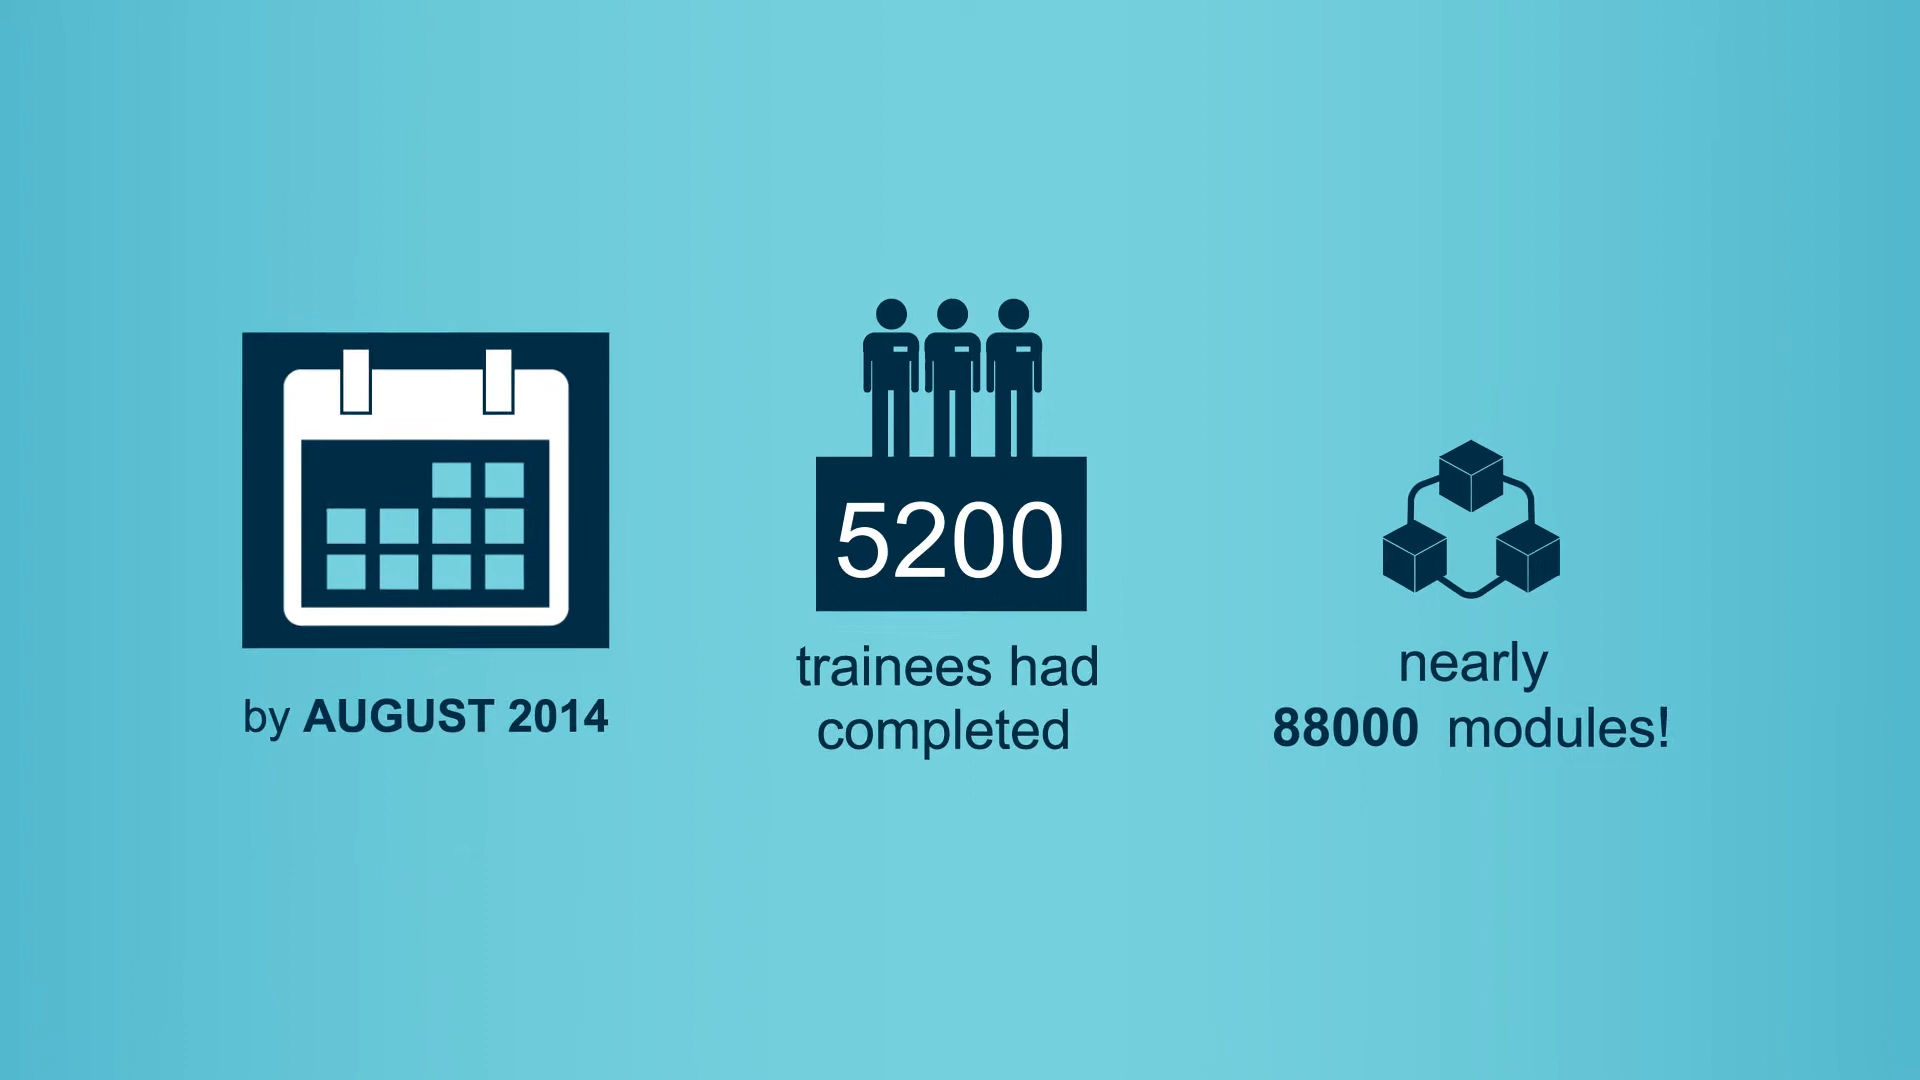 by AUGUST 2014
5200
trainees had
completed
nearly
88000 modules!